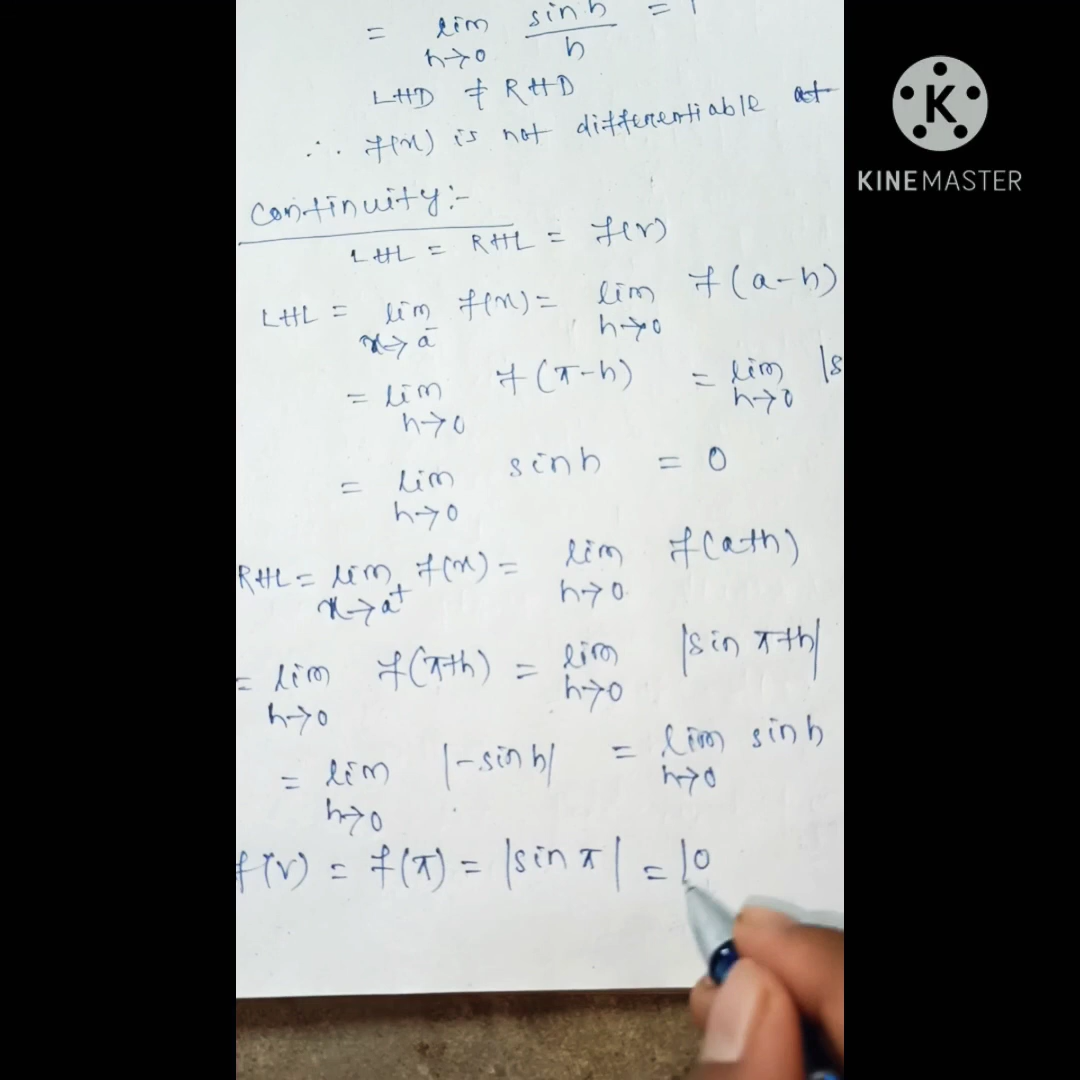 = lim h→0 sinh/h = 1
LHD ≠ RHD
∴ f(x) is not differentiable at
Continuity:-
LHL = RHL = f(v)
LHL = lim x→a⁻ f(x) = lim h→0 f(a-h)
= lim h→0 f(π-h) = lim h→0 |s
= lim h→0 sinh = 0
RHL = lim x→a⁺ f(x) = lim h→0 f(a+h)
= lim h→0 f(π+h) = lim h→0 |sin π+h|
= lim h→0 |-sinh| = lim h→0 sinh
f(v) = f(π) = |sin π| = |0
K
KINEMASTER